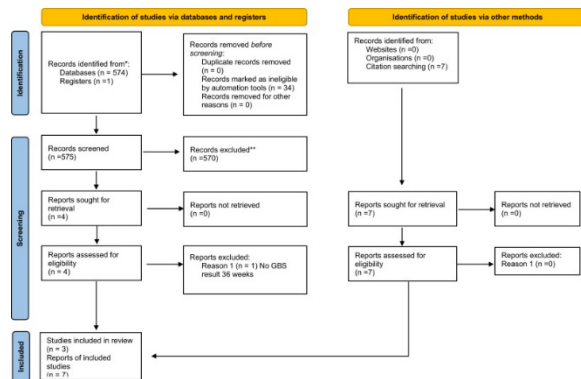 Identification of studies via databases and registers
Identification of studies via other methods
Identification
Records identified from*:
Databases (n = 574)
Registers (n =1)
Records removed before
screening:
Duplicate records removed
(n = 0)
Records marked as ineligible
by automation tools (n = 34)
Records removed for other
reasons (n = 0)
Records identified from:
Websites (n =0)
Organisations (n =0)
Citation searching (n =7)
Screening
Records screened
(n =575)
Records excluded**
(n =570)
Reports sought for retrieval
(n =4)
Reports not retrieved
(n =0)
Reports sought for retrieval
(n =7)
Reports not retrieved
(n =0)
Reports assessed for
eligibility
(n = 4)
Reports excluded:
Reason 1 (n = 1) No GBS
result 36 weeks
Reports assessed for
eligibility
(n =7)
Reports excluded:
Reason 1 (n =0)
Included
Studies included in review
(n = 3)
Reports of included
studies
(n = 7)